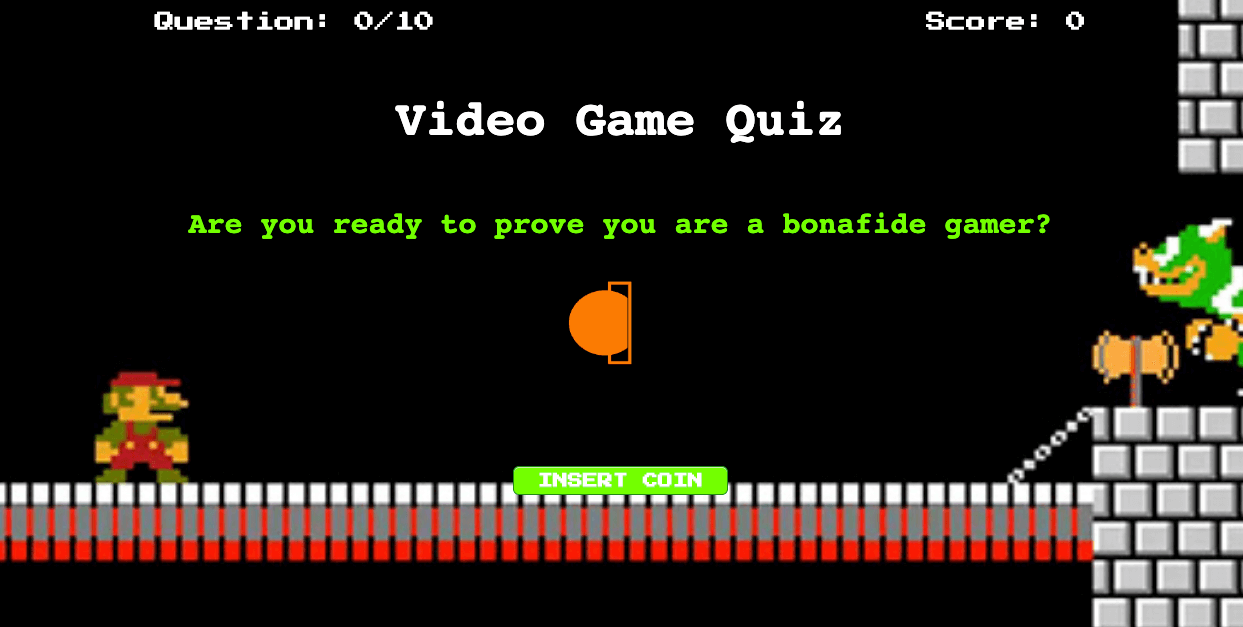 Question: 0/10 Score: 0
Video Game Quiz
Are you ready to prove you are a bonafide gamer?
INSERT COIN